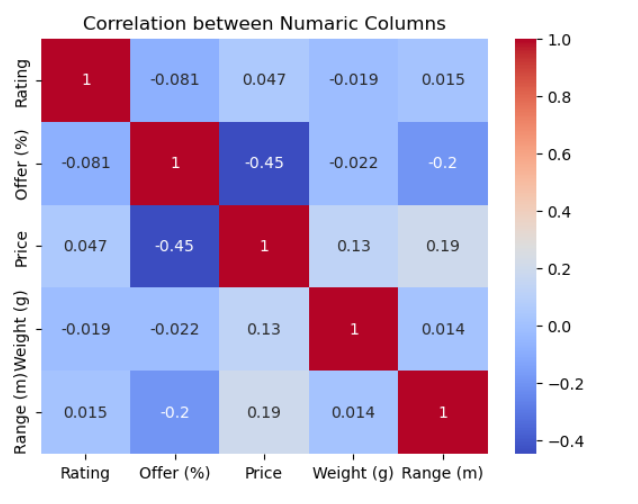 Correlation between Numaric Columns
Rating 1 -0.081 0.047 -0.019 0.015
Offer (%) -0.081 1 -0.45 -0.022 -0.2
Price 0.047 -0.45 1 0.13 0.19
Weight (g) -0.019 -0.022 0.13 1 0.014
Range (m) 0.015 -0.2 0.19 0.014 1
Rating Offer (%) Price Weight (g) Range (m)
1.0
0.8
0.6
0.4
0.2
0.0
−0.2
−0.4